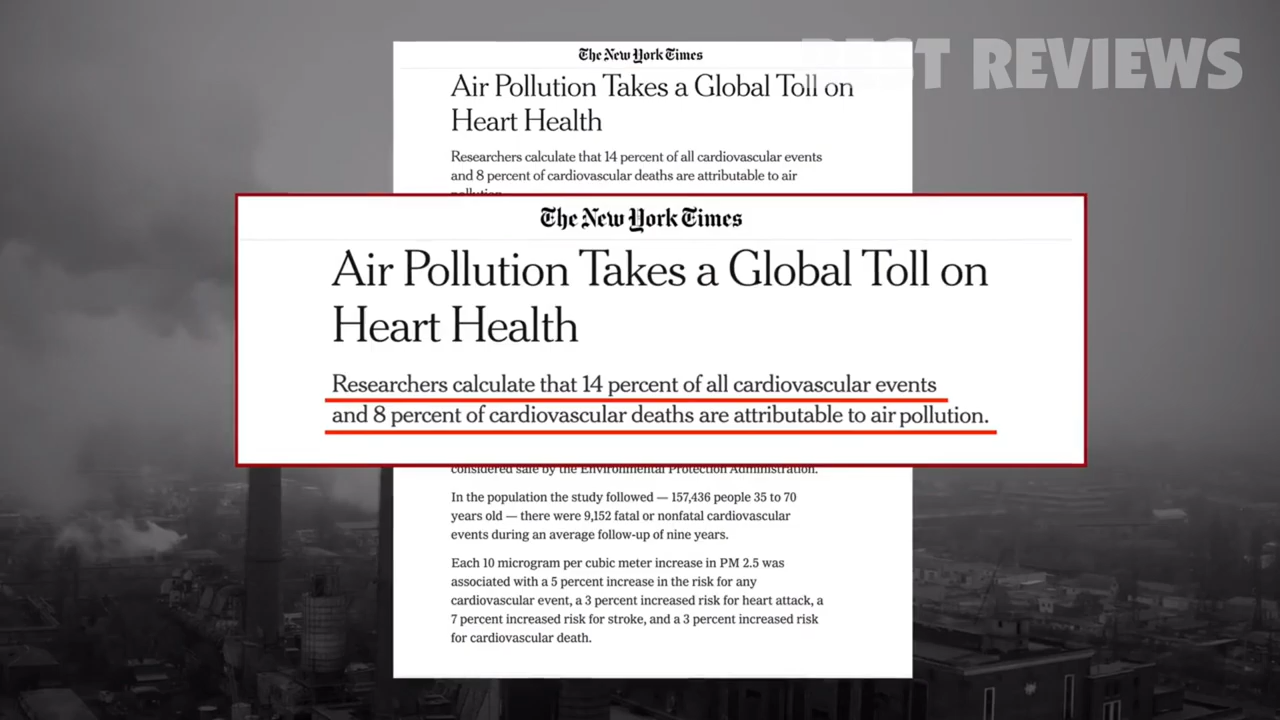 The New York Times
BEST REVIEWS
Air Pollution Takes a Global Toll on
Heart Health
Researchers calculate that 14 percent of all cardiovascular events
and 8 percent of cardiovascular deaths are attributable to air
pollution.
The New York Times
Air Pollution Takes a Global Toll on
Heart Health
Researchers calculate that 14 percent of all cardiovascular events
and 8 percent of cardiovascular deaths are attributable to air pollution.
considered safe by the Environmental Protection Administration.
In the population the study followed — 157,436 people 35 to 70
years old — there were 9,152 fatal or nonfatal cardiovascular
events during an average follow-up of nine years.
Each 10 microgram per cubic meter increase in PM 2.5 was
associated with a 5 percent increase in the risk for any
cardiovascular event, a 3 percent increased risk for heart attack, a
7 percent increased risk for stroke, and a 3 percent increased risk
for cardiovascular death.